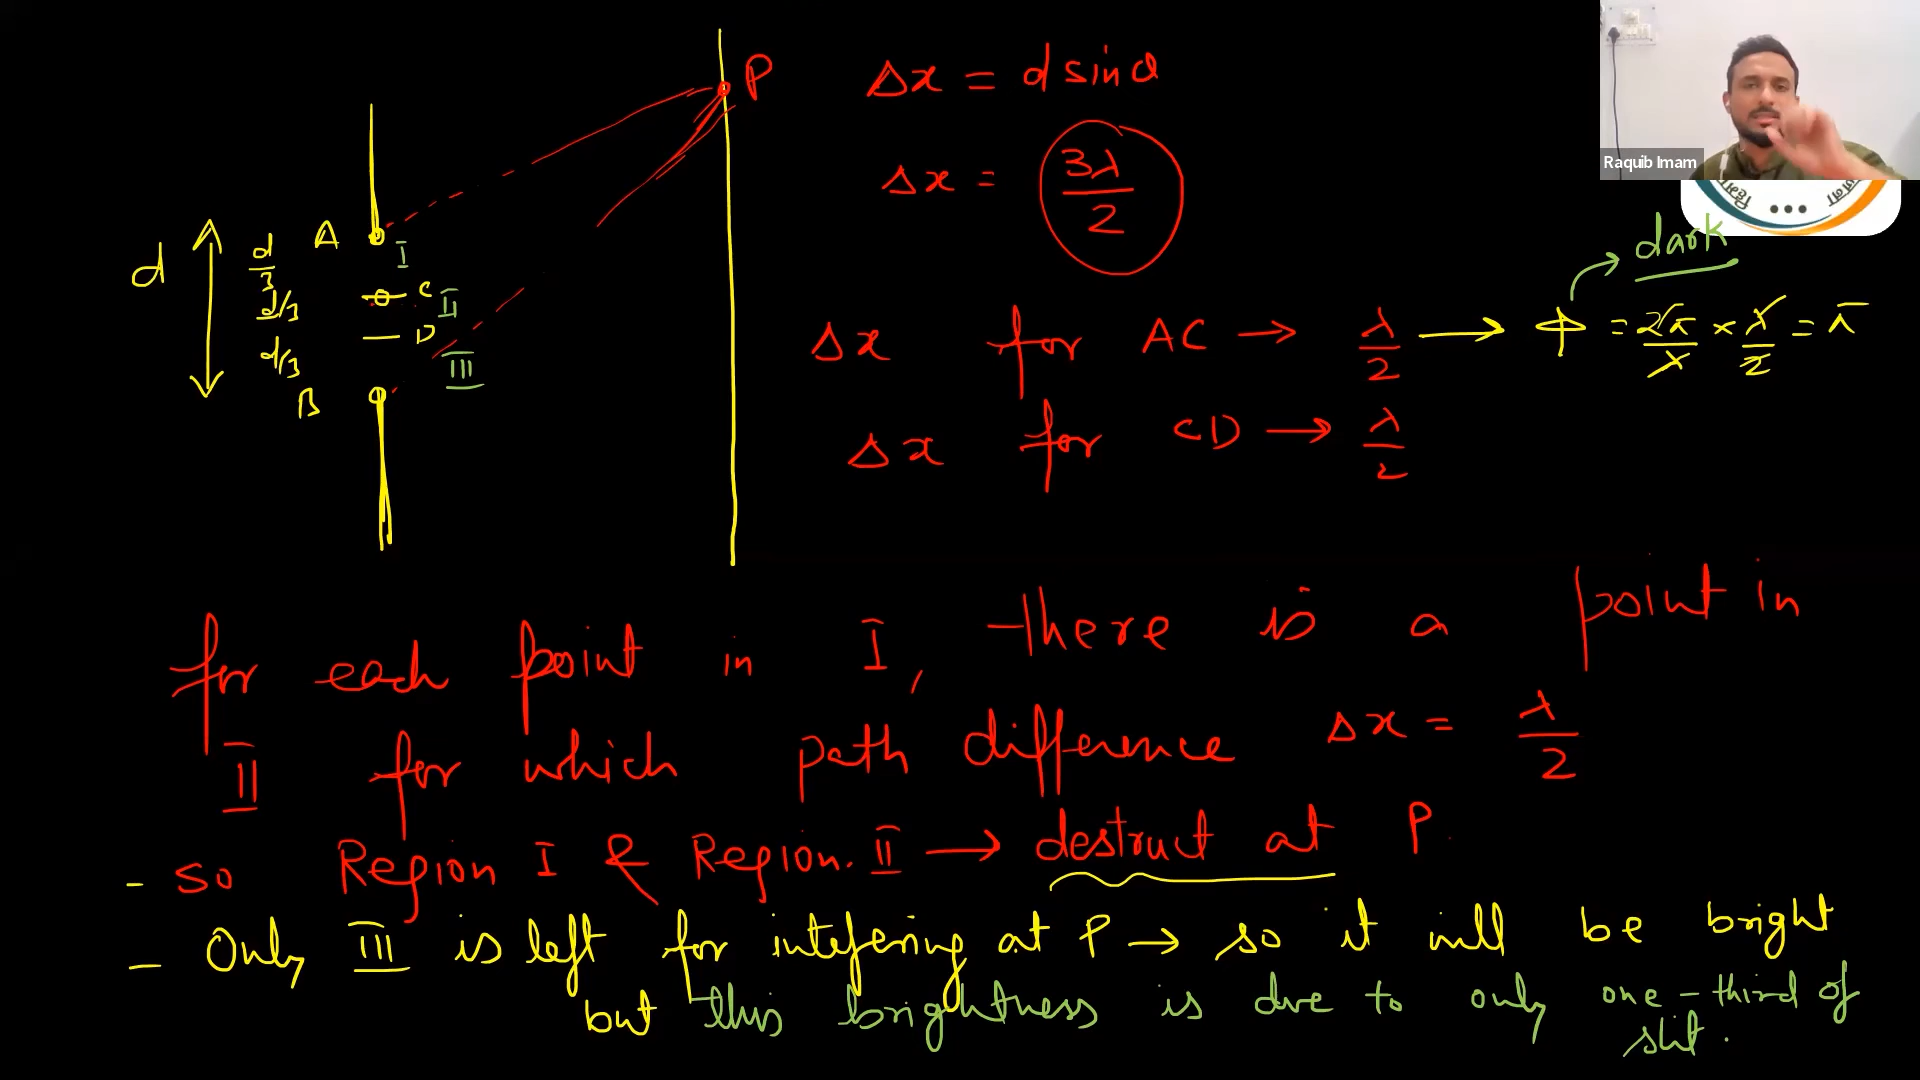 P
Δx = d sinθ
Raquib Imam
Δx = 3λ/2
dark
d
d/3
A
I
d/3
C
II
D
d/3
III
B
Δx for AC → λ/2 → ϕ = 2π/λ × λ/2 = π
Δx for CD → λ/2
for each point in I, there is a point in
II for which path difference Δx = λ/2
- so Region I & Region. II → destruct at P.
- Only III is left for intefering at P → so it will be bright
but this brightness is due to only one-third of
slit.